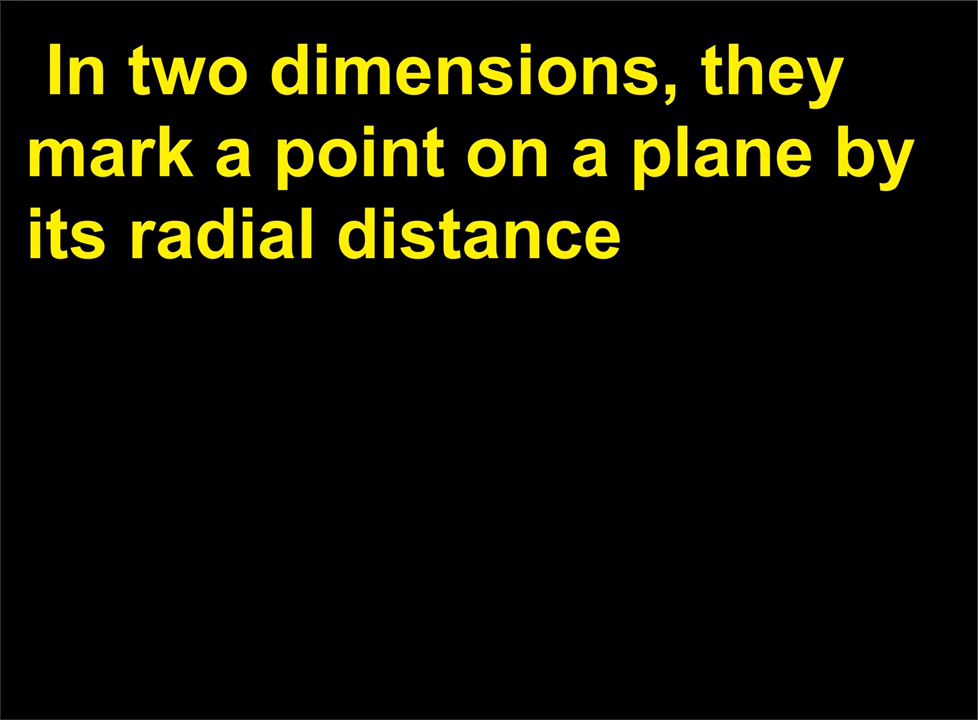 In two dimensions, they
mark a point on a plane by
its radial distance